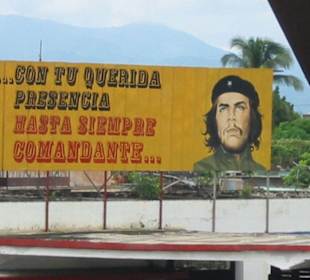 ...CON TU QUERIDA
PRESENCIA
HASTA SIEMPRE
COMANDANTE...